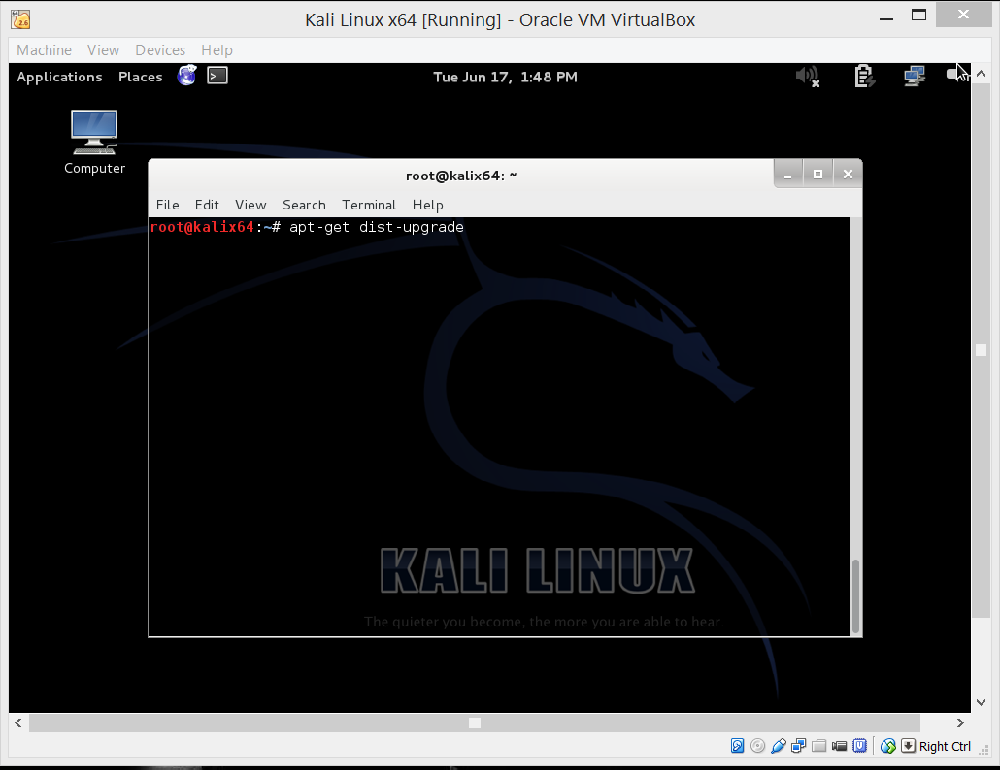 Kali Linux x64 [Running] - Oracle VM VirtualBox
Machine View Devices Help
Applications Places Tue Jun 17, 1:48 PM
Computer
root@kalix64: ~
File Edit View Search Terminal Help
root@kalix64:~# apt-get dist-upgrade
KALI LINUX
The quieter you become, the more you are able to hear.
Right Ctrl